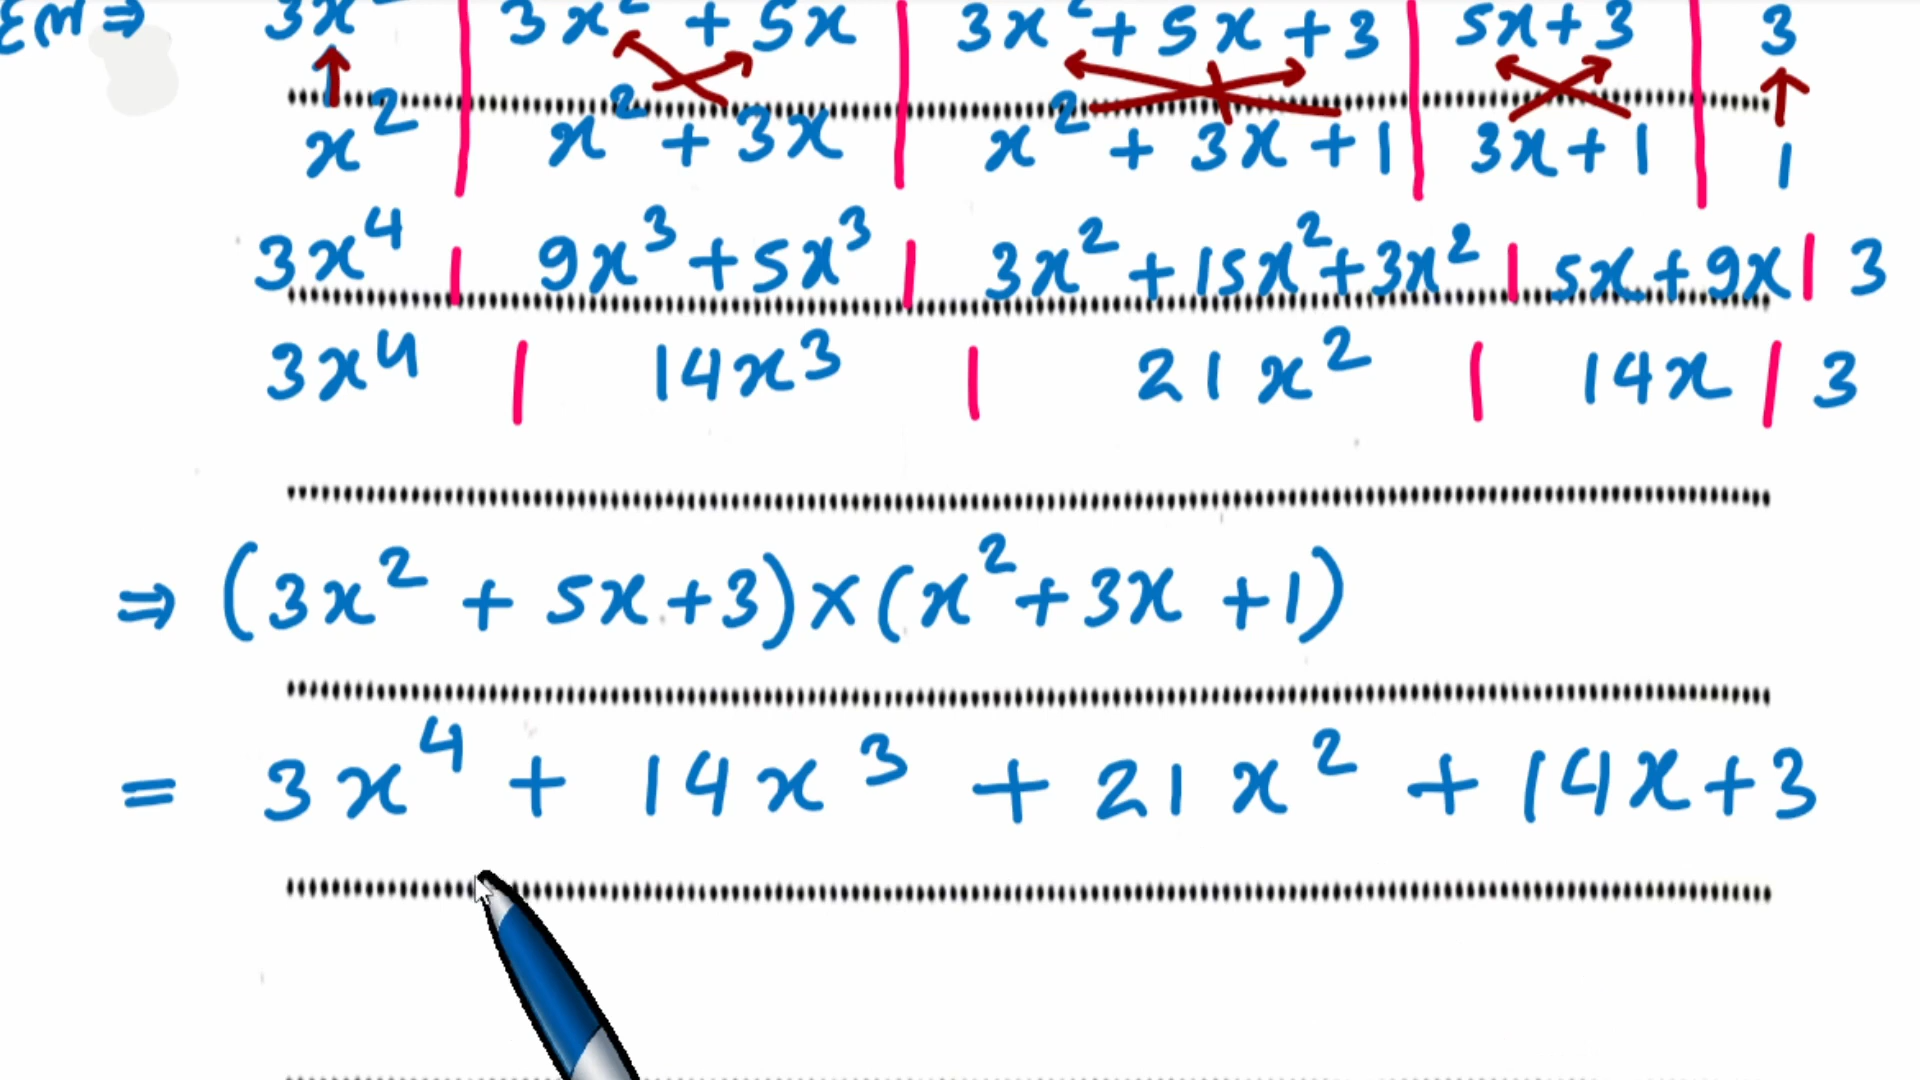 En ⇒ 3x² | 3x² + 5x | 3x² + 5x + 3 | 5x + 3 | 3
x² | x² + 3x | x² + 3x + 1 | 3x + 1 | 1
3x⁴ | 9x³ + 5x³ | 3x² + 15x² + 3x² | 5x + 9x | 3
3x⁴ | 14x³ | 21x² | 14x | 3
⇒ (3x² + 5x + 3) × (x² + 3x + 1)
= 3x⁴ + 14x³ + 21x² + 14x + 3